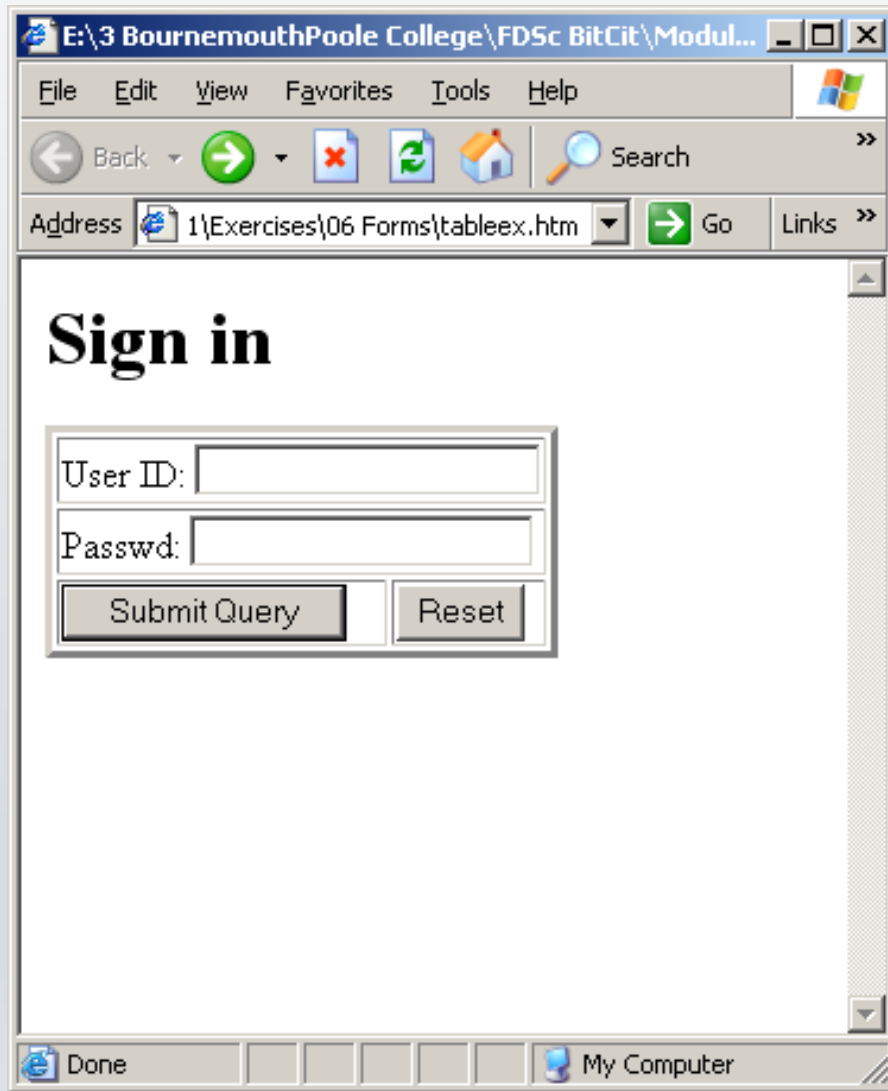 E:\3 BournemouthPoole College\FDSc BitCit\Modul...
File Edit View Favorites Tools Help
Back Search »
Address 1\Exercises\06 Forms\tableex.htm Go Links »
Sign in
User ID:
Passwd:
Submit Query Reset
Done My Computer